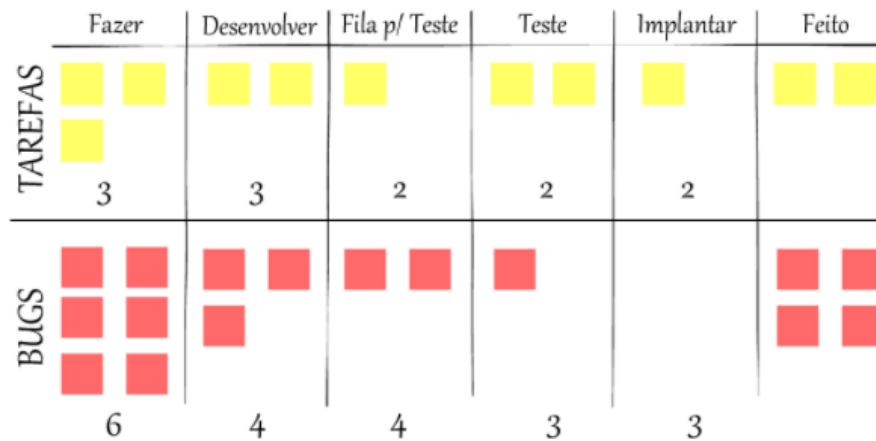 Fazer Desenvolver Fila p/ Teste Teste Implantar Feito
TAREFAS
3 3 2 2 2
BUGS
6 4 4 3 3